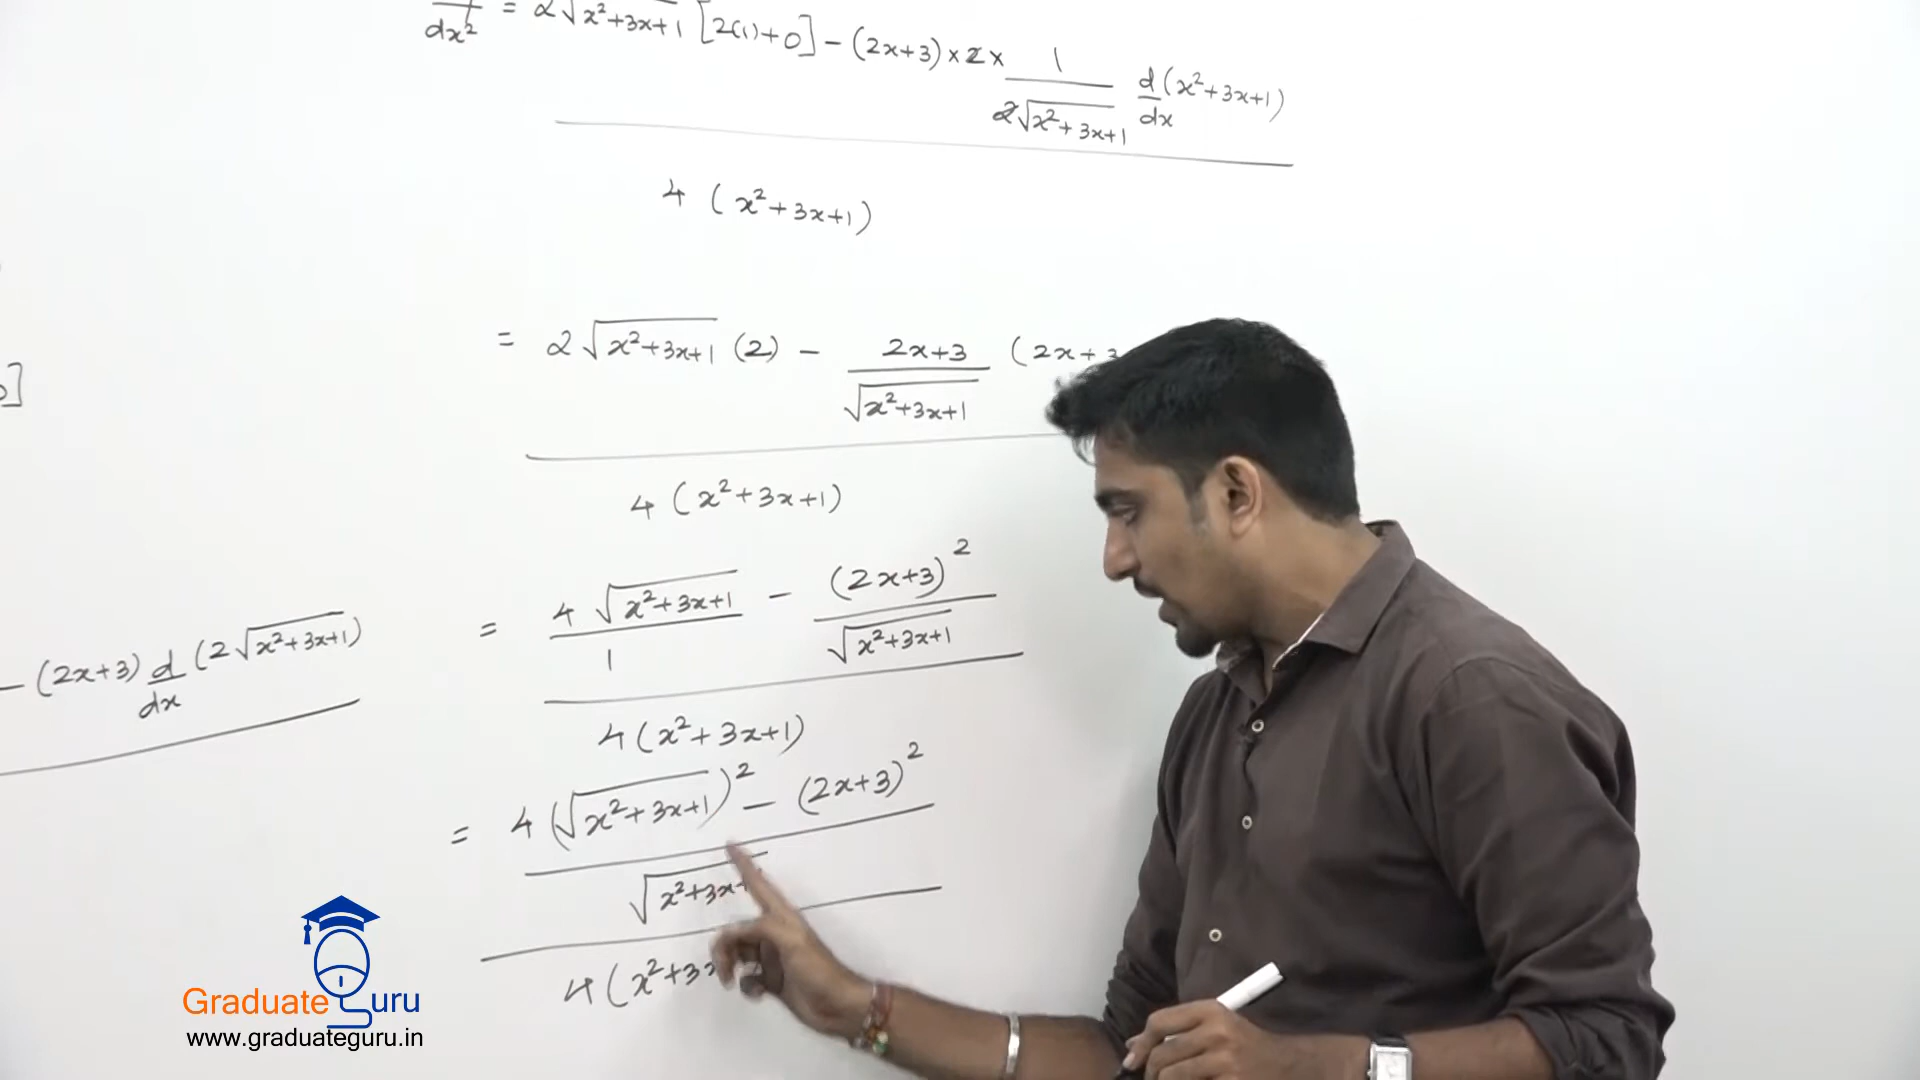 d²x = 2√x²+3x+1 [2(1)+0] - (2x+3) × 2 × 1/2√x²+3x+1 d/dx (x²+3x+1)
4 (x²+3x+1)
= 2√x²+3x+1 (2) - 2x+3/√x²+3x+1 (2x+3
4 (x²+3x+1)
= 4 √x²+3x+1/1 - (2x+3)²/√x²+3x+1
- (2x+3) d/dx (2√x²+3x+1)
4 (x²+3x+1)
= 4 (√x²+3x+1)² - (2x+3)²
√x²+3x+
4 (x²+3x
GraduateGuru
www.graduateguru.in